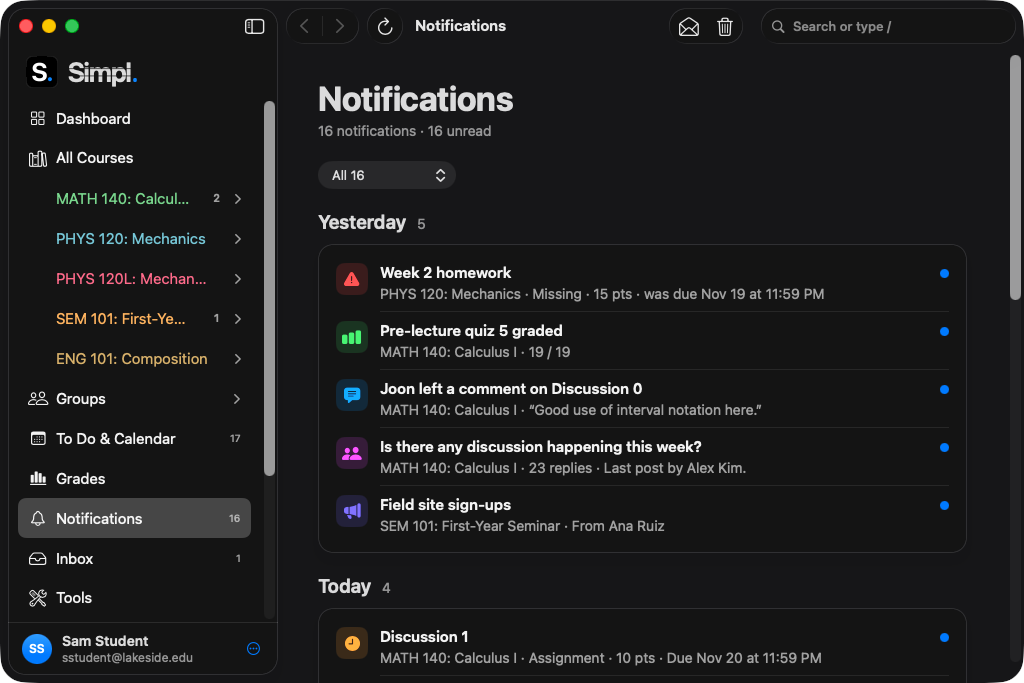 Notifications
Search or type /
S. Simpl.
Dashboard
All Courses
MATH 140: Calcul... 2
PHYS 120: Mechanics
PHYS 120L: Mechan...
SEM 101: First-Ye... 1
ENG 101: Composition
Groups
To Do & Calendar 17
Grades
Notifications 16
Inbox 1
Tools
SS
Sam Student
sstudent@lakeside.edu
Notifications
16 notifications · 16 unread
All 16
Yesterday 5
Week 2 homework
PHYS 120: Mechanics · Missing · 15 pts · was due Nov 19 at 11:59 PM
Pre-lecture quiz 5 graded
MATH 140: Calculus I · 19 / 19
Joon left a comment on Discussion 0
MATH 140: Calculus I · “Good use of interval notation here.”
Is there any discussion happening this week?
MATH 140: Calculus I · 23 replies · Last post by Alex Kim.
Field site sign-ups
SEM 101: First-Year Seminar · From Ana Ruiz
Today 4
Discussion 1
MATH 140: Calculus I · Assignment · 10 pts · Due Nov 20 at 11:59 PM